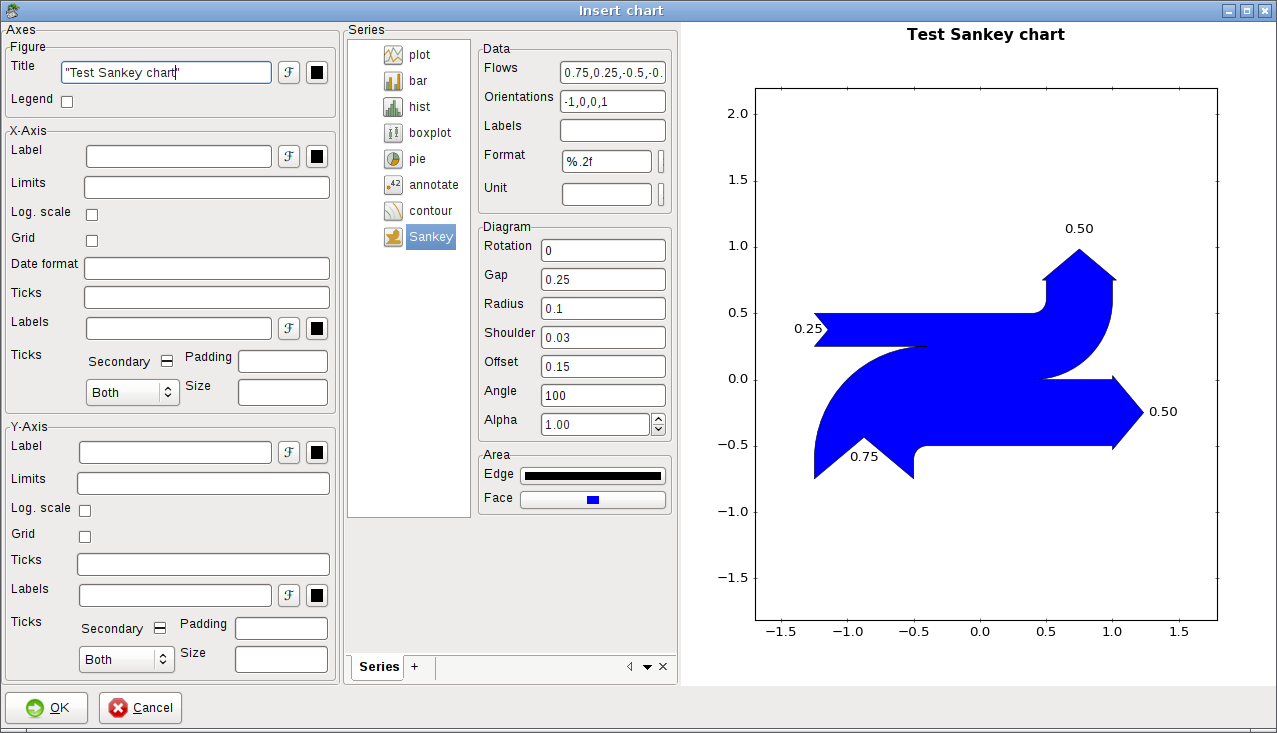 Insert chart
Axes
Figure
Title "Test Sankey chart" ℱ
Legend
X-Axis
Label ℱ
Limits
Log. scale
Grid
Date format
Ticks
Labels ℱ
Ticks Secondary Padding
Both Size
Y-Axis
Label ℱ
Limits
Log. scale
Grid
Ticks
Labels ℱ
Ticks Secondary Padding
Both Size
Series
plot
bar
hist
boxplot
pie
annotate
contour
Sankey
Data
Flows 0.75,0.25,-0.5,-0.
Orientations -1,0,0,1
Labels
Format %.2f
Unit
Diagram
Rotation 0
Gap 0.25
Radius 0.1
Shoulder 0.03
Offset 0.15
Angle 100
Alpha 1.00
Area
Edge
Face
Series +
Test Sankey chart
2.0
1.5
1.0
0.5
0.0
−0.5
−1.0
−1.5
−1.5 −1.0 −0.5 0.0 0.5 1.0 1.5
0.50
0.25
0.50
0.75
OK Cancel